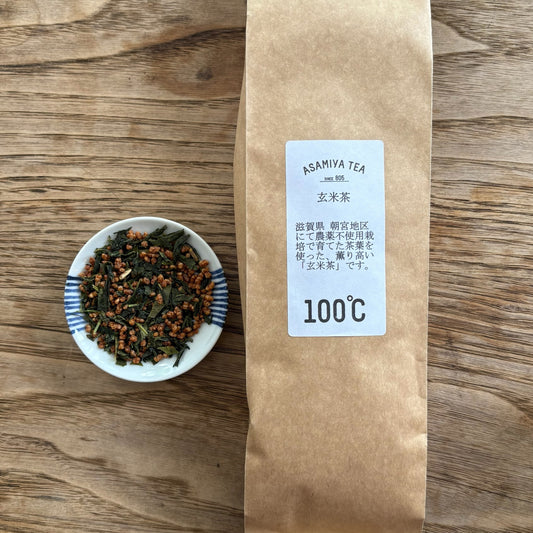 ASAMIYA TEA
SINCE 805
玄米茶
滋賀県 朝宮地区
にて農薬不使用栽
培で育てた茶葉を
使った、薫り高い
「玄米茶」です。
100℃